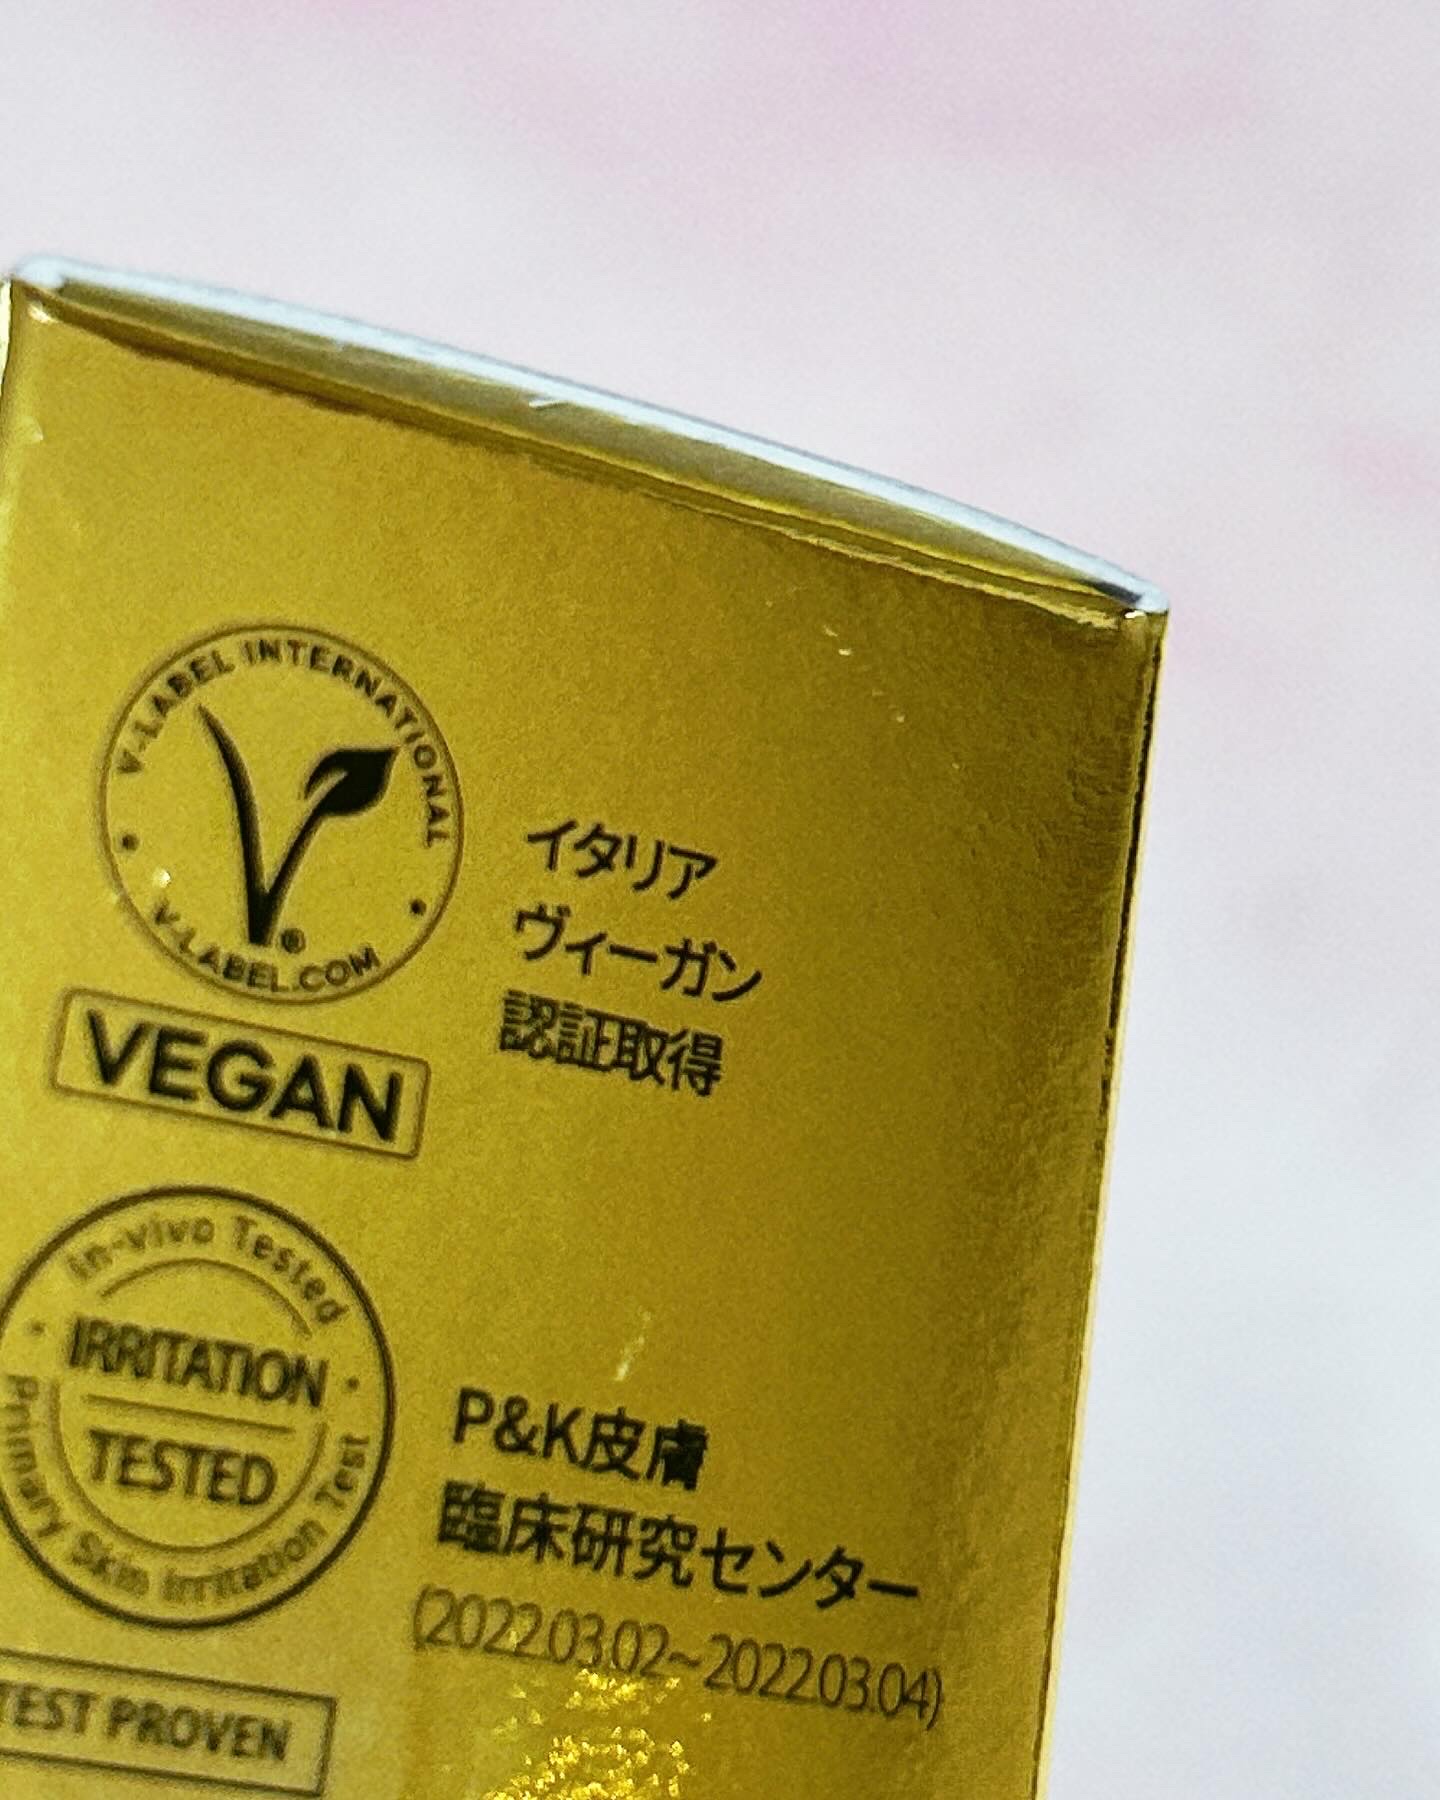 V-LABEL INTERNATIONAL
V-LABEL.COM
®
VEGAN
イタリア
ヴィーガン
認証取得
In-vivo Tested
IRRITATION
TESTED
Primary Skin Irritation Test
TEST PROVEN
P&K皮膚
臨床研究センター
(2022.03.02~2022.03.04)